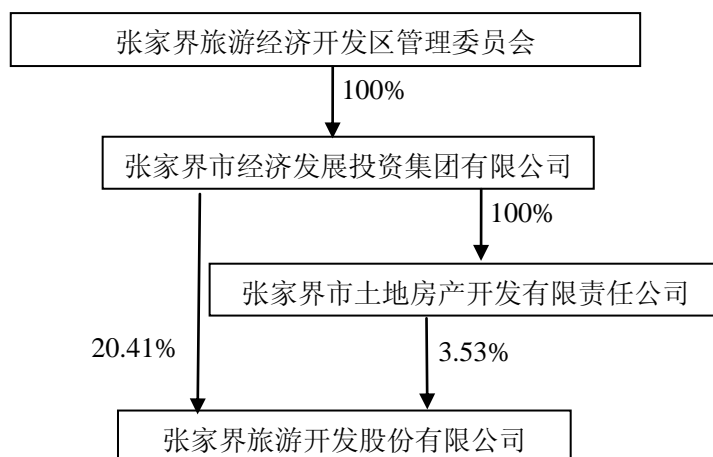 张家界旅游经济开发区管理委员会
100%
张家界市经济发展投资集团有限公司
100%
张家界市土地房产开发有限责任公司
20.41%
3.53%
张家界旅游开发股份有限公司